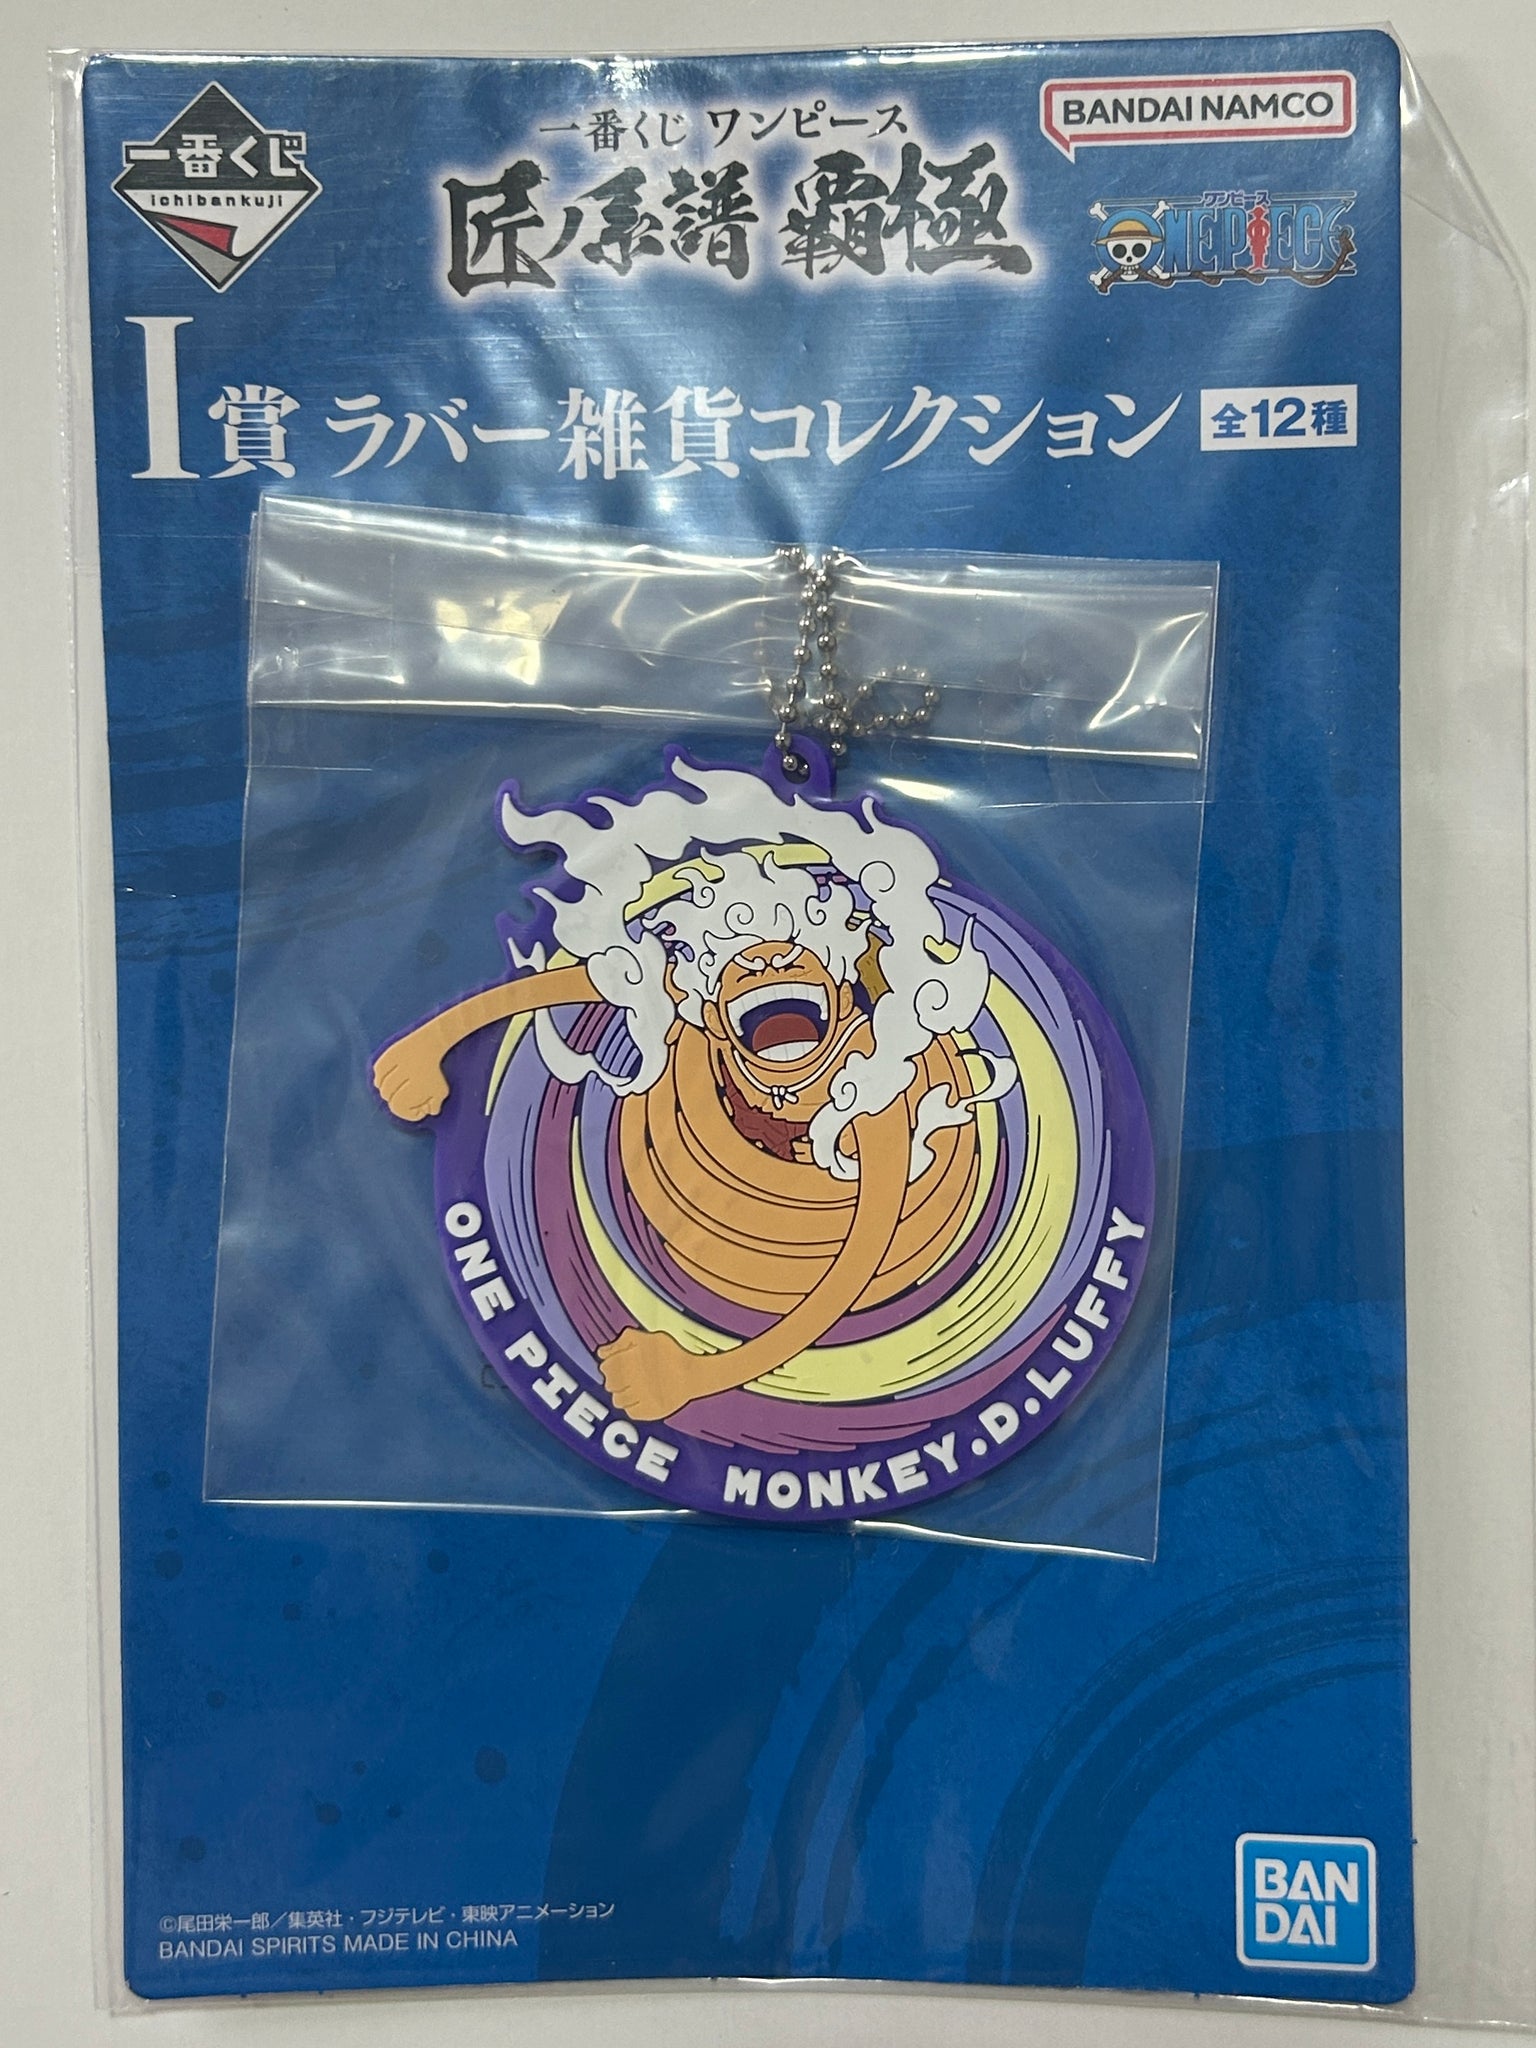 一番くじ
ichibankuji
一番くじ ワンピース
匠ノ系譜 覇極
BANDAI NAMCO
ワンピース
ONE PIECE
I賞 ラバー雑貨コレクション 全12種
ONE PIECE MONKEY.D.LUFFY
©尾田栄一郎/集英社・フジテレビ・東映アニメーション
BANDAI SPIRITS MADE IN CHINA
BAN
DAI